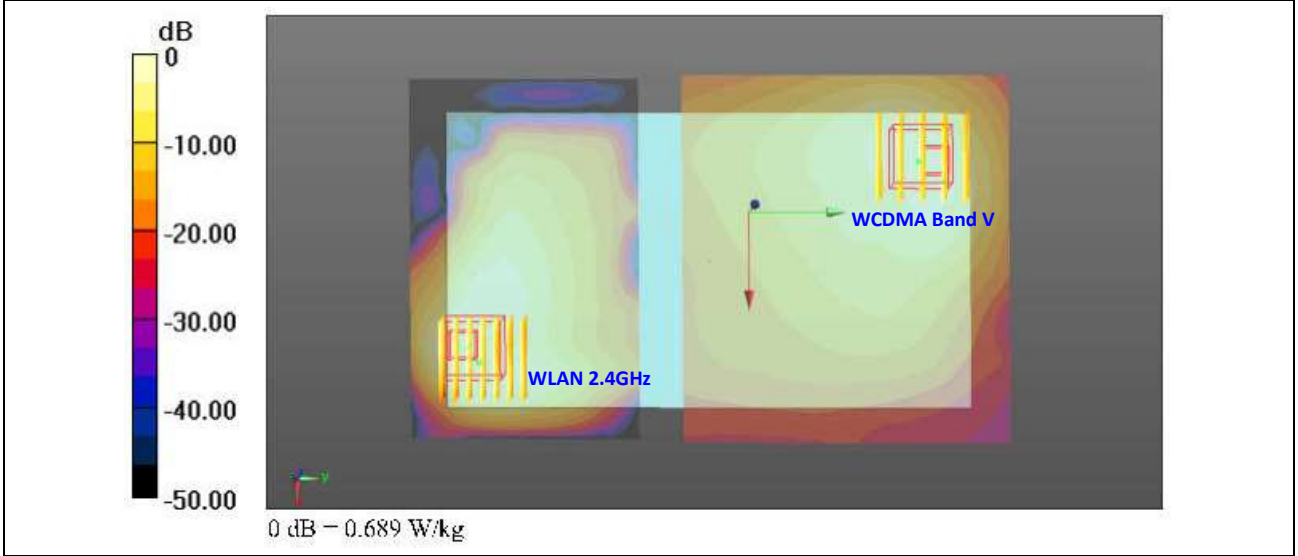 dB
0
-10.00
-20.00
-30.00
-40.00
-50.00
WCDMA Band V
WLAN 2.4GHz
y
0 dB = 0.689 W/kg